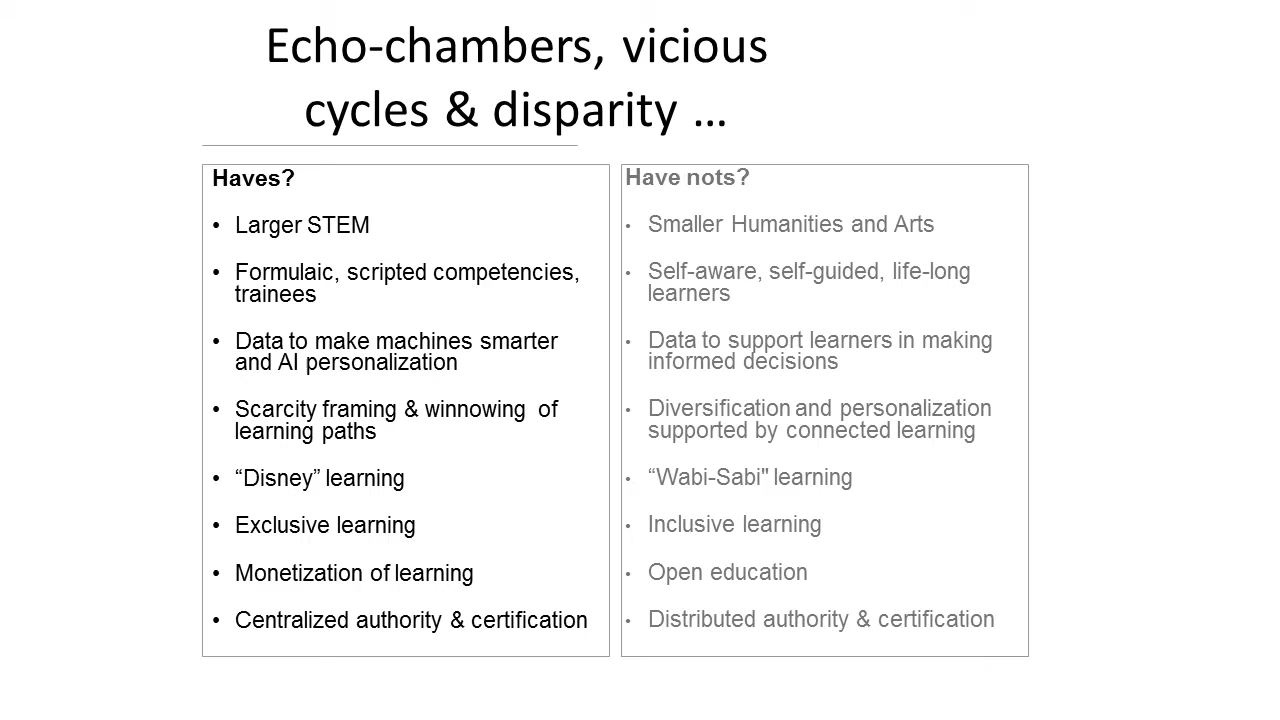 Echo-chambers, vicious
cycles & disparity ...
Haves?
• Larger STEM
• Formulaic, scripted competencies,
trainees
• Data to make machines smarter
and AI personalization
• Scarcity framing & winnowing of
learning paths
• “Disney” learning
• Exclusive learning
• Monetization of learning
• Centralized authority & certification
Have nots?
• Smaller Humanities and Arts
• Self-aware, self-guided, life-long
learners
• Data to support learners in making
informed decisions
• Diversification and personalization
supported by connected learning
• “Wabi-Sabi" learning
• Inclusive learning
• Open education
• Distributed authority & certification